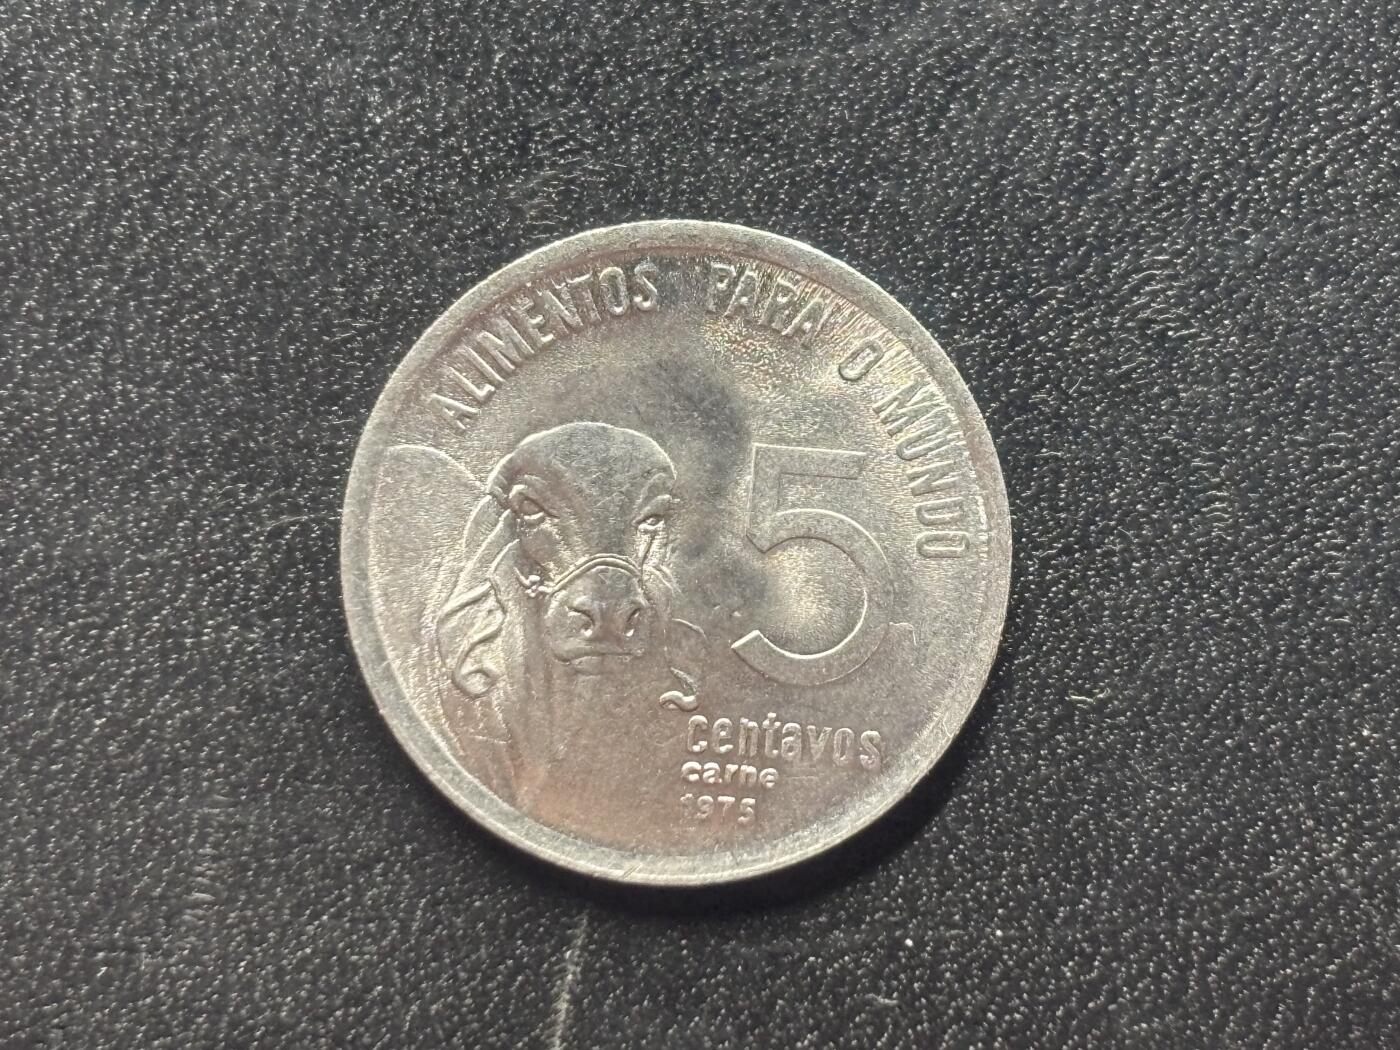 ALIMENTOS PARA O MUNDO
5
centavos
carne
1975